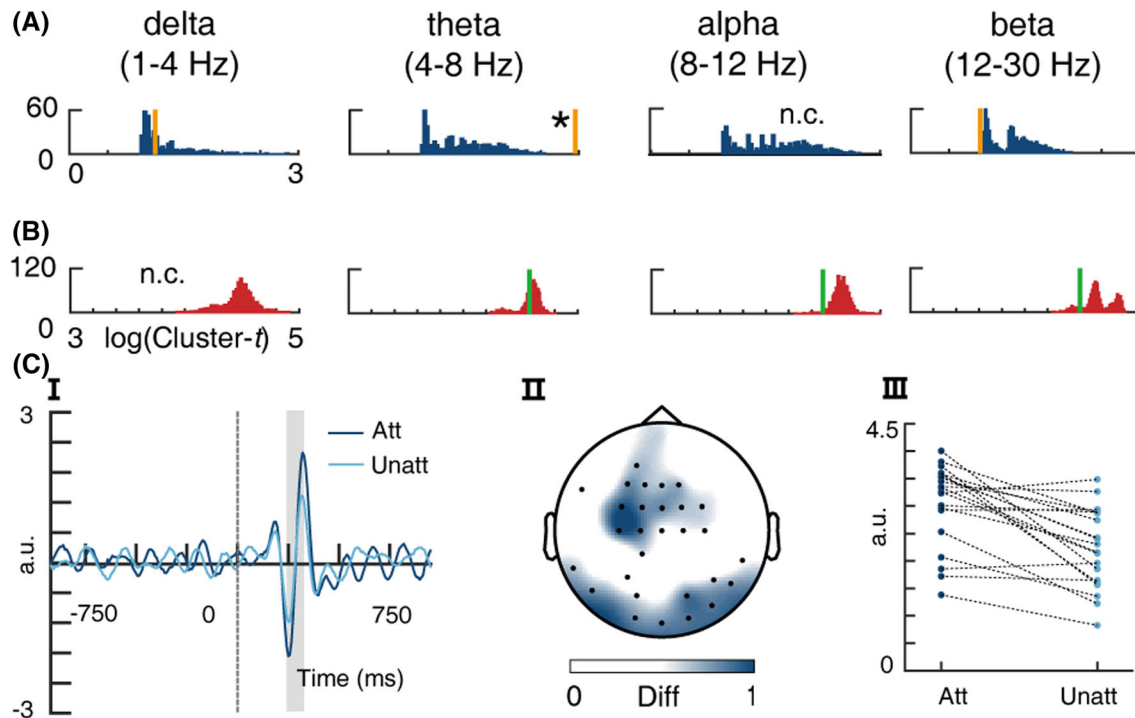 (A)
delta theta alpha beta
(1-4 Hz) (4-8 Hz) (8-12 Hz) (12-30 Hz)
60
0
* n.c.
0 3
(B)
120
0
n.c.
3 log(Cluster-t) 5
(C)
I
3
a.u.
-3
Att
Unatt
-750 0 750
Time (ms)
II
0 Diff 1
III
4.5
a.u.
0
Att Unatt